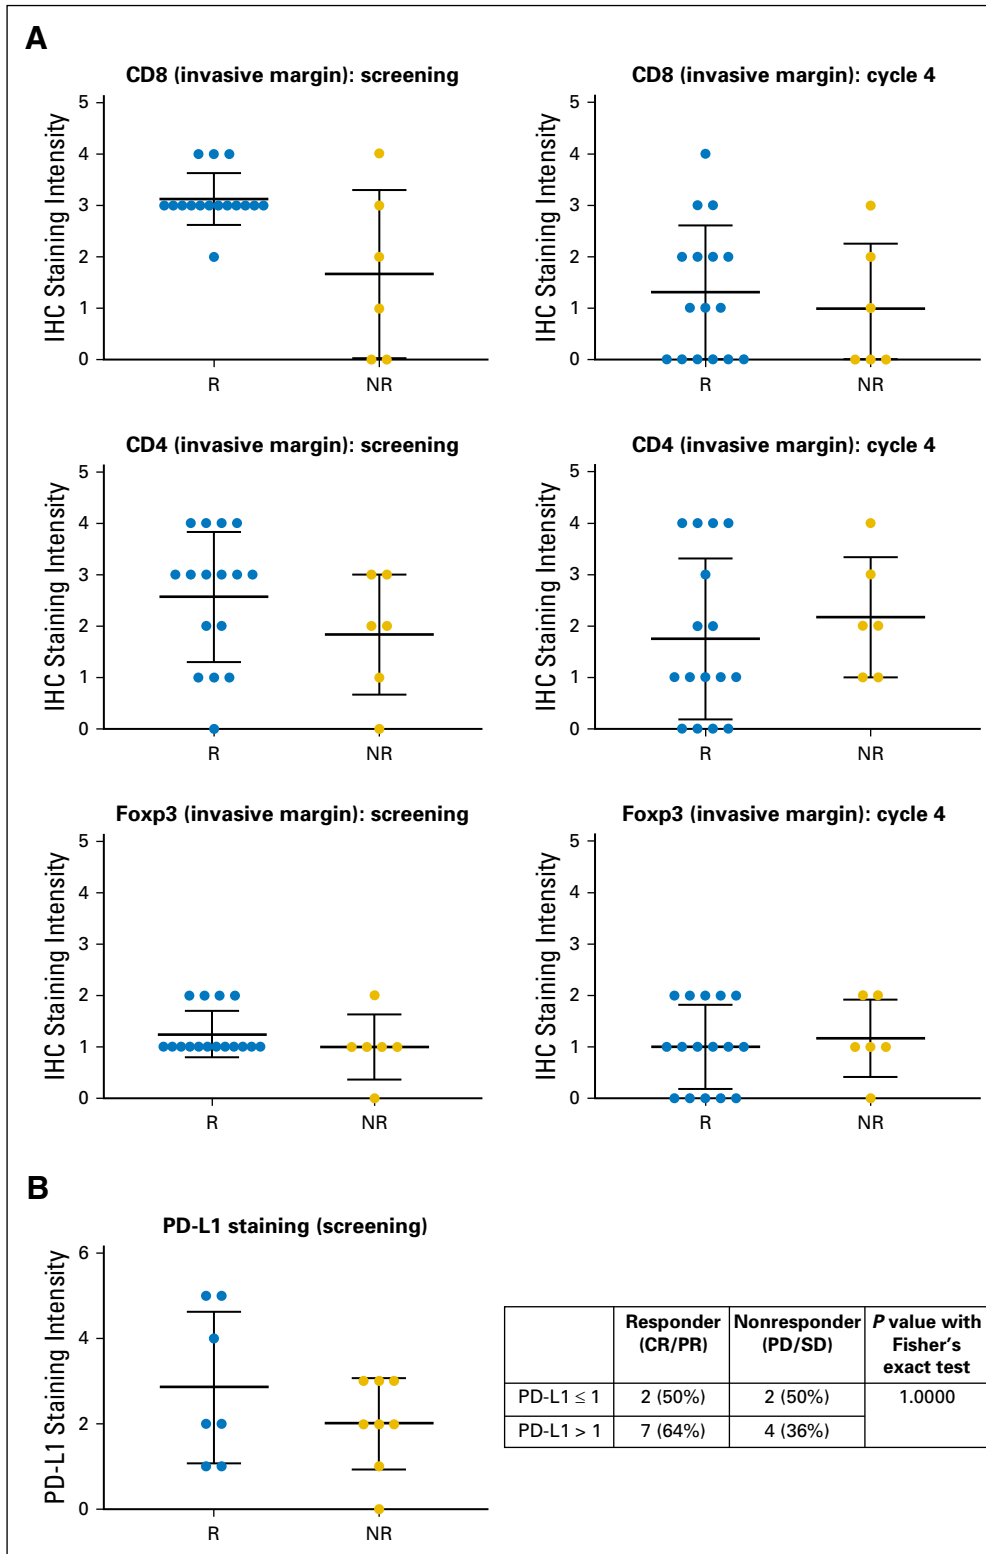 A
CD8 (invasive margin): screening
IHC Staining Intensity
5
4
3
2
1
0
R
NR
CD8 (invasive margin): cycle 4
IHC Staining Intensity
5
4
3
2
1
0
R
NR
CD4 (invasive margin): screening
IHC Staining Intensity
5
4
3
2
1
0
R
NR
CD4 (invasive margin): cycle 4
IHC Staining Intensity
5
4
3
2
1
0
R
NR
Foxp3 (invasive margin): screening
IHC Staining Intensity
5
4
3
2
1
0
R
NR
Foxp3 (invasive margin): cycle 4
IHC Staining Intensity
5
4
3
2
1
0
R
NR
B
PD-L1 staining (screening)
PD-L1 Staining Intensity
6
4
2
0
R
NR
Responder (CR/PR)
Nonresponder (PD/SD)
P value with Fisher's exact test
PD-L1 ≤ 1 2 (50%) 2 (50%) 1.0000
PD-L1 > 1 7 (64%) 4 (36%)